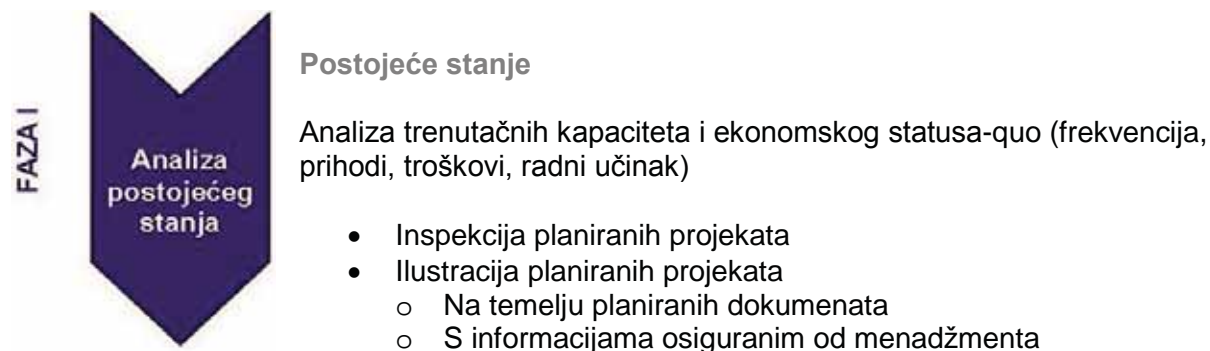 FAZA I
Analiza
postojećeg
stanja
Postojeće stanje
Analiza trenutačnih kapaciteta i ekonomskog statusa-quo (frekvencija,
prihodi, troškovi, radni učinak)
• Inspekcija planiranih projekata
• Ilustracija planiranih projekata
o Na temelju planiranih dokumenata
o S informacijama osiguranim od menadžmenta